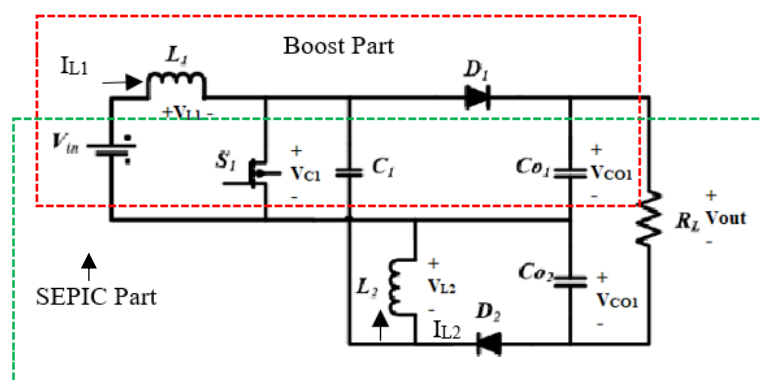 Boost Part
IL1
L1
D1
+VL1 -
Vin
S1
+
VC1
-
C1
Co1
+
VCO1
-
RL
+
Vout
-
SEPIC Part
L2
+
VL2
-
IL2
D2
Co2
+
VCO1
-